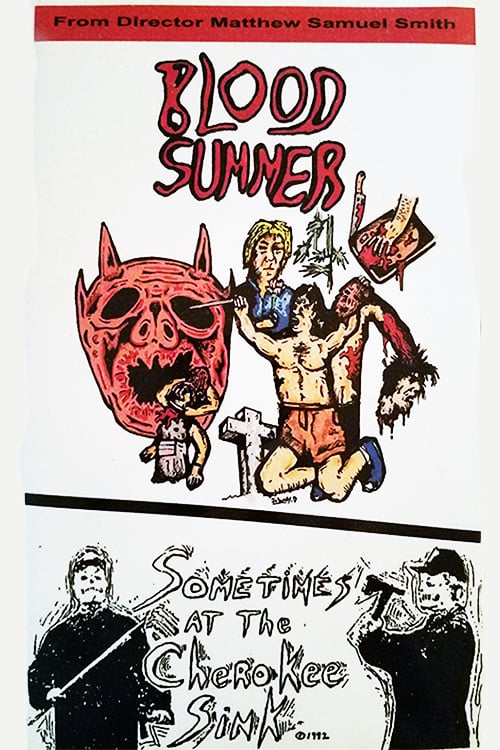 From Director Matthew Samuel Smith
BLOOD
SUMMER
SOMETIMES
AT THe
CHeroKee
SiNK
©1992